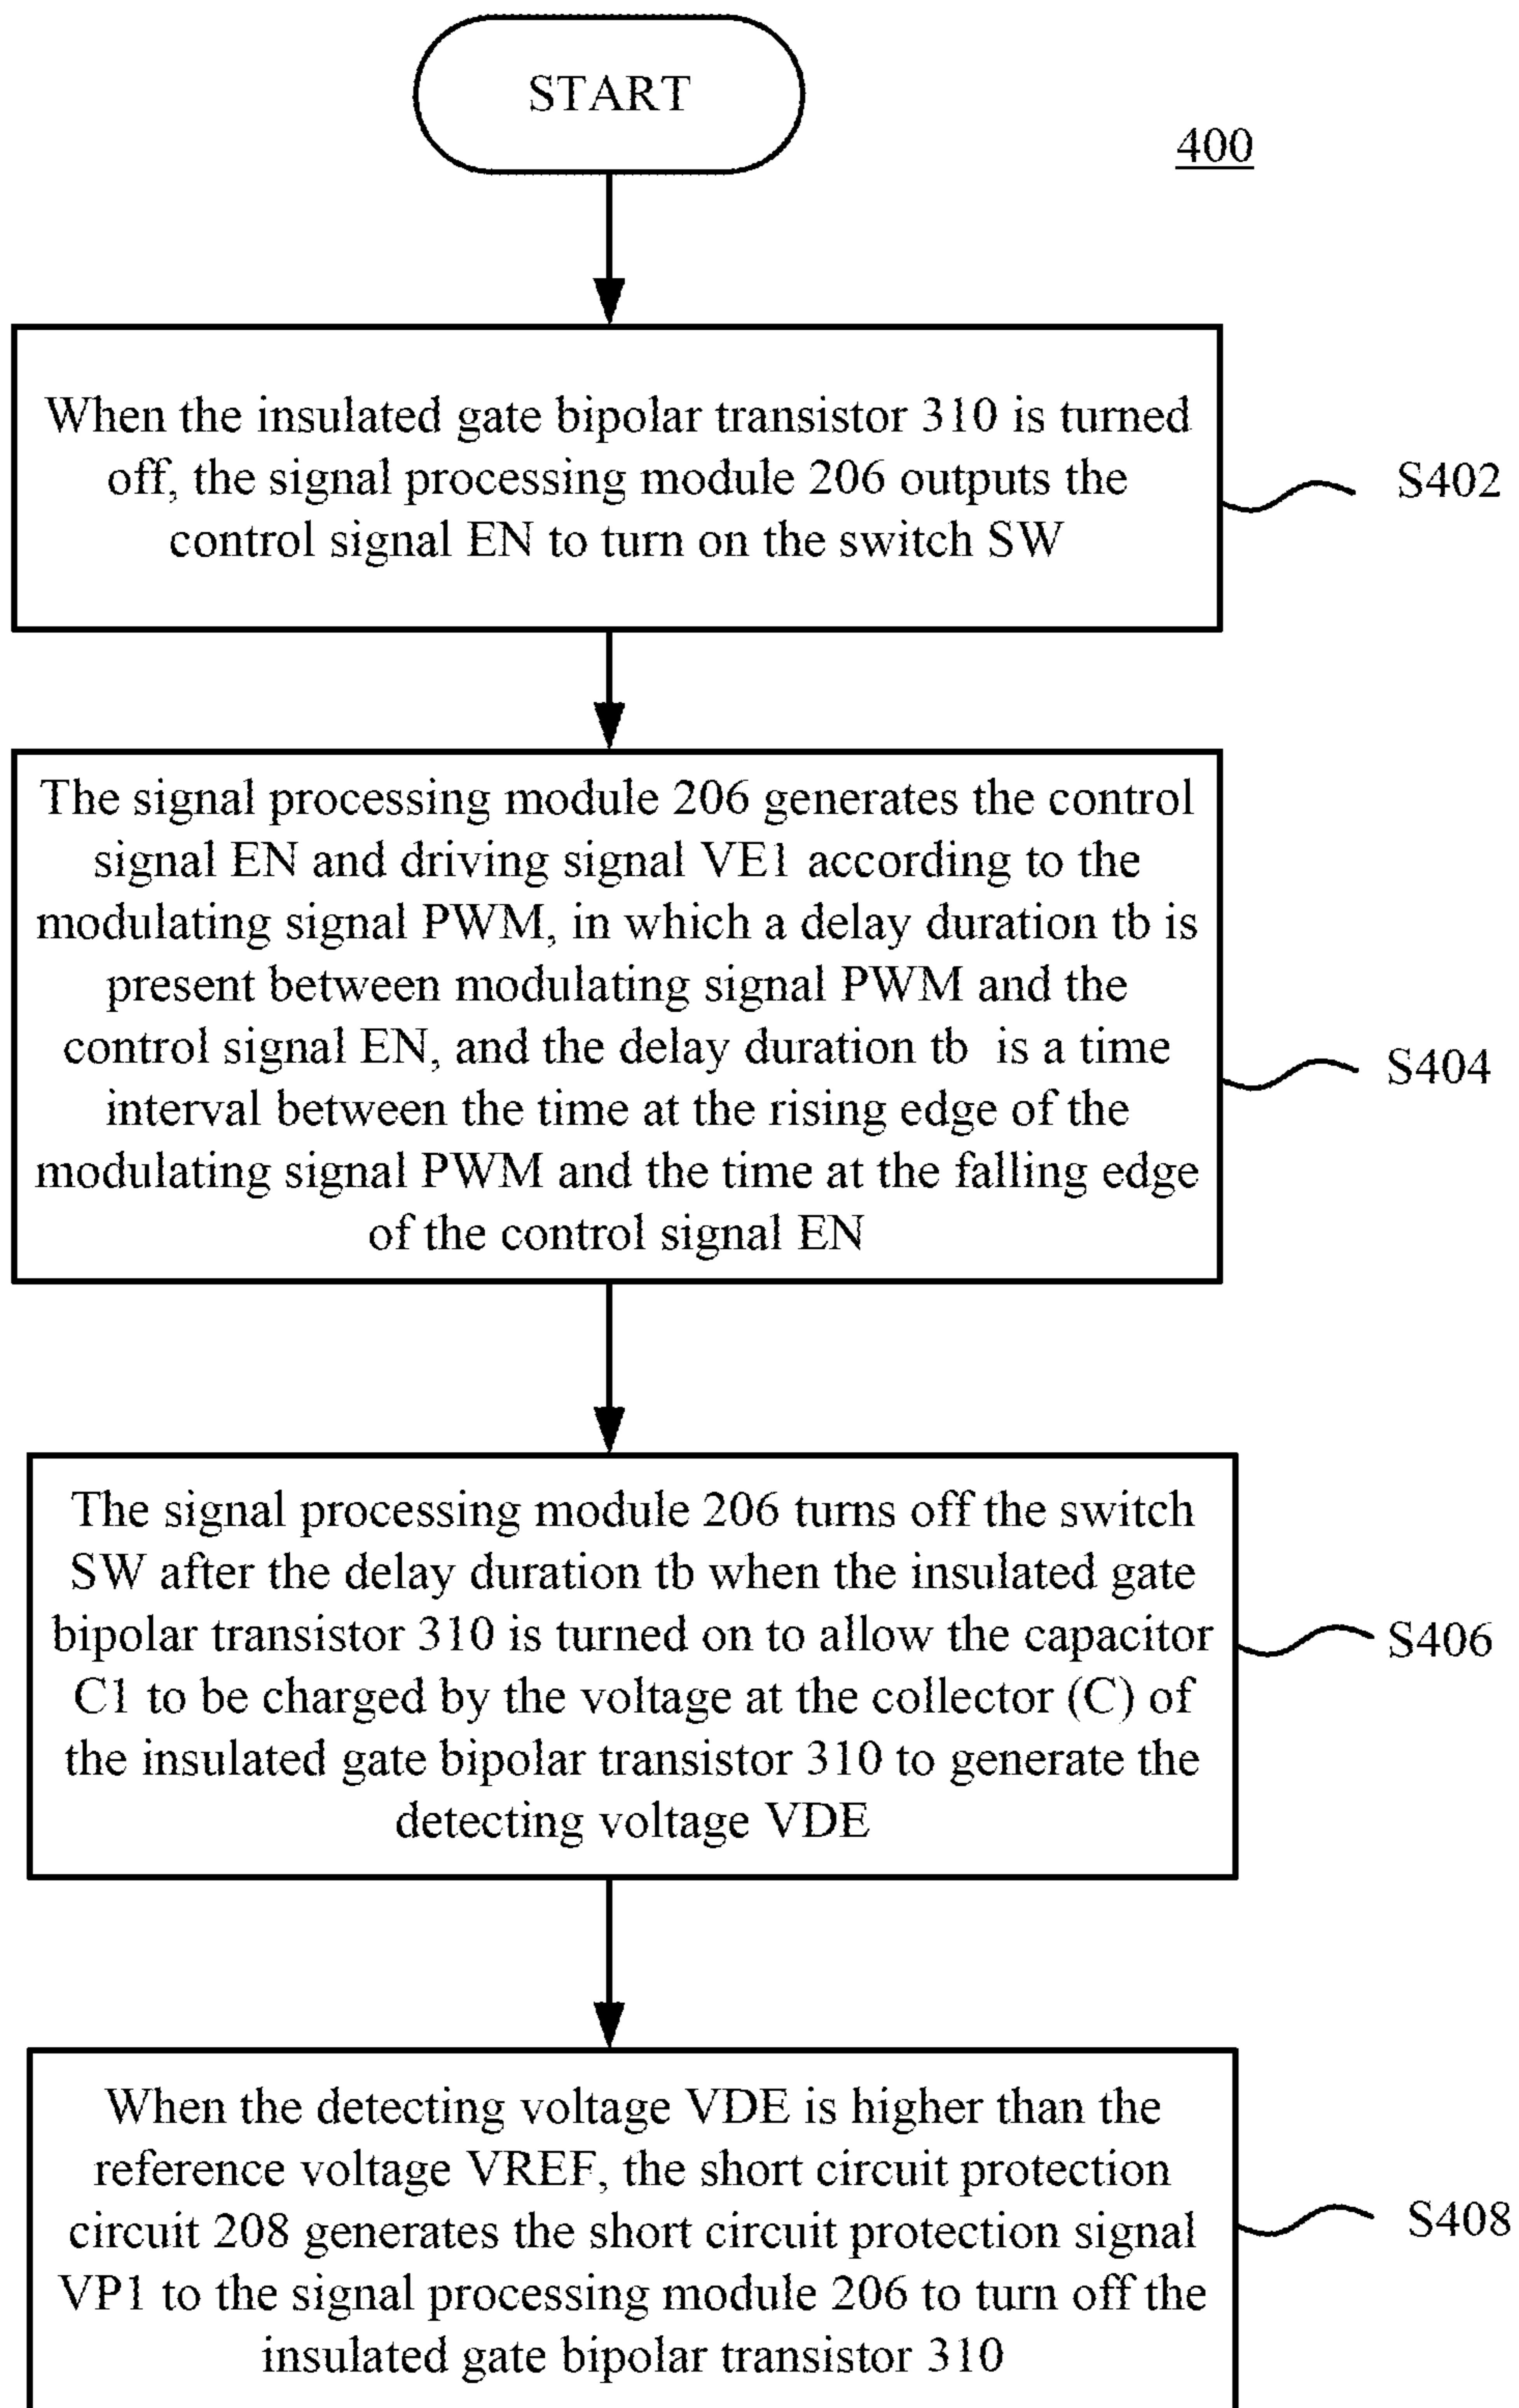 START
400
When the insulated gate bipolar transistor 310 is turned
off, the signal processing module 206 outputs the
control signal EN to turn on the switch SW
S402
The signal processing module 206 generates the control
signal EN and driving signal VE1 according to the
modulating signal PWM, in which a delay duration tb is
present between modulating signal PWM and the
control signal EN, and the delay duration tb is a time
interval between the time at the rising edge of the
modulating signal PWM and the time at the falling edge
of the control signal EN
S404
The signal processing module 206 turns off the switch
SW after the delay duration tb when the insulated gate
bipolar transistor 310 is turned on to allow the capacitor
C1 to be charged by the voltage at the collector (C) of
the insulated gate bipolar transistor 310 to generate the
detecting voltage VDE
S406
When the detecting voltage VDE is higher than the
reference voltage VREF, the short circuit protection
circuit 208 generates the short circuit protection signal
VP1 to the signal processing module 206 to turn off the
insulated gate bipolar transistor 310
S408